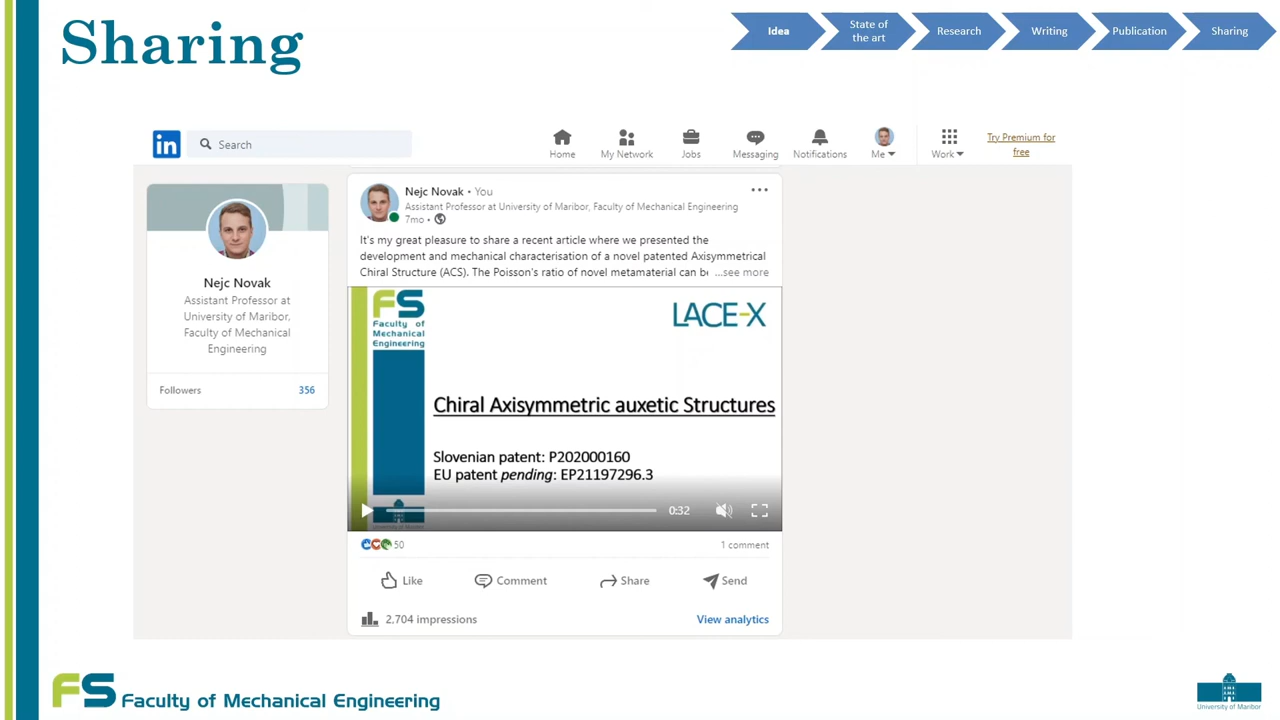 Sharing
Idea
State of
the art
Research
Writing
Publication
Sharing
in
Search
Home
My Network
Jobs
Messaging
Notifications
Me
Work
Try Premium for
free
Nejc Novak
Assistant Professor at
University of Maribor,
Faculty of Mechanical
Engineering
Followers 356
Nejc Novak • You
Assistant Professor at University of Maribor, Faculty of Mechanical Engineering
7mo •
It's my great pleasure to share a recent article where we presented the
development and mechanical characterisation of a novel patented Axisymmetrical
Chiral Structure (ACS). The Poisson's ratio of novel metamaterial can be ...see more
FS
Faculty of
Mechanical
Engineering
LACE-X
Chiral Axisymmetric auxetic Structures
Slovenian patent: P202000160
EU patent pending: EP21197296.3
0:32
50
1 comment
Like
Comment
Share
Send
2,704 impressions
View analytics
FS Faculty of Mechanical Engineering
University of Maribor